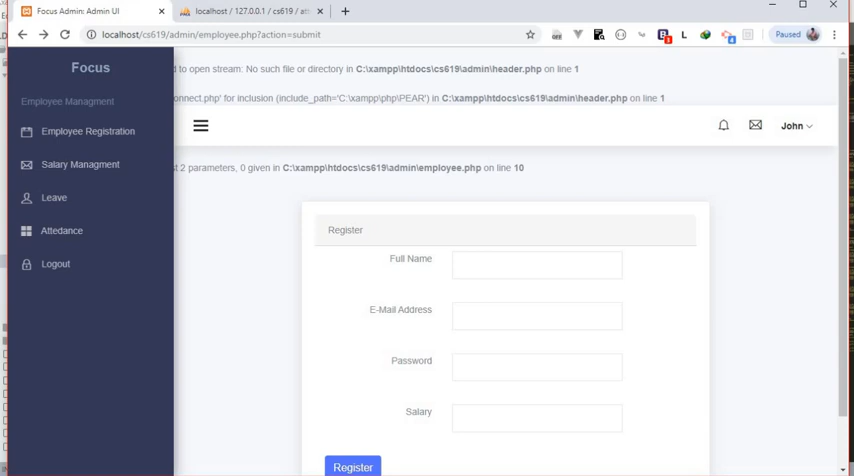 Focus Admin: Admin UI
localhost / 127.0.0.1 / cs619 /
localhost/cs619/admin/employee.php?action=submit
Paused
Focus
d to open stream: No such file or directory in C:\xampp\htdocs\cs619\admin\header.php on line 1
Employee Managment
onnect.php' for inclusion (include_path='C:\xampp\php\PEAR') in C:\xampp\htdocs\cs619\admin\header.php on line 1
Employee Registration
John
Salary Managment
2 parameters, 0 given in C:\xampp\htdocs\cs619\admin\employee.php on line 10
Leave
Attedance
Logout
Register
Full Name
E-Mail Address
Password
Salary
Register